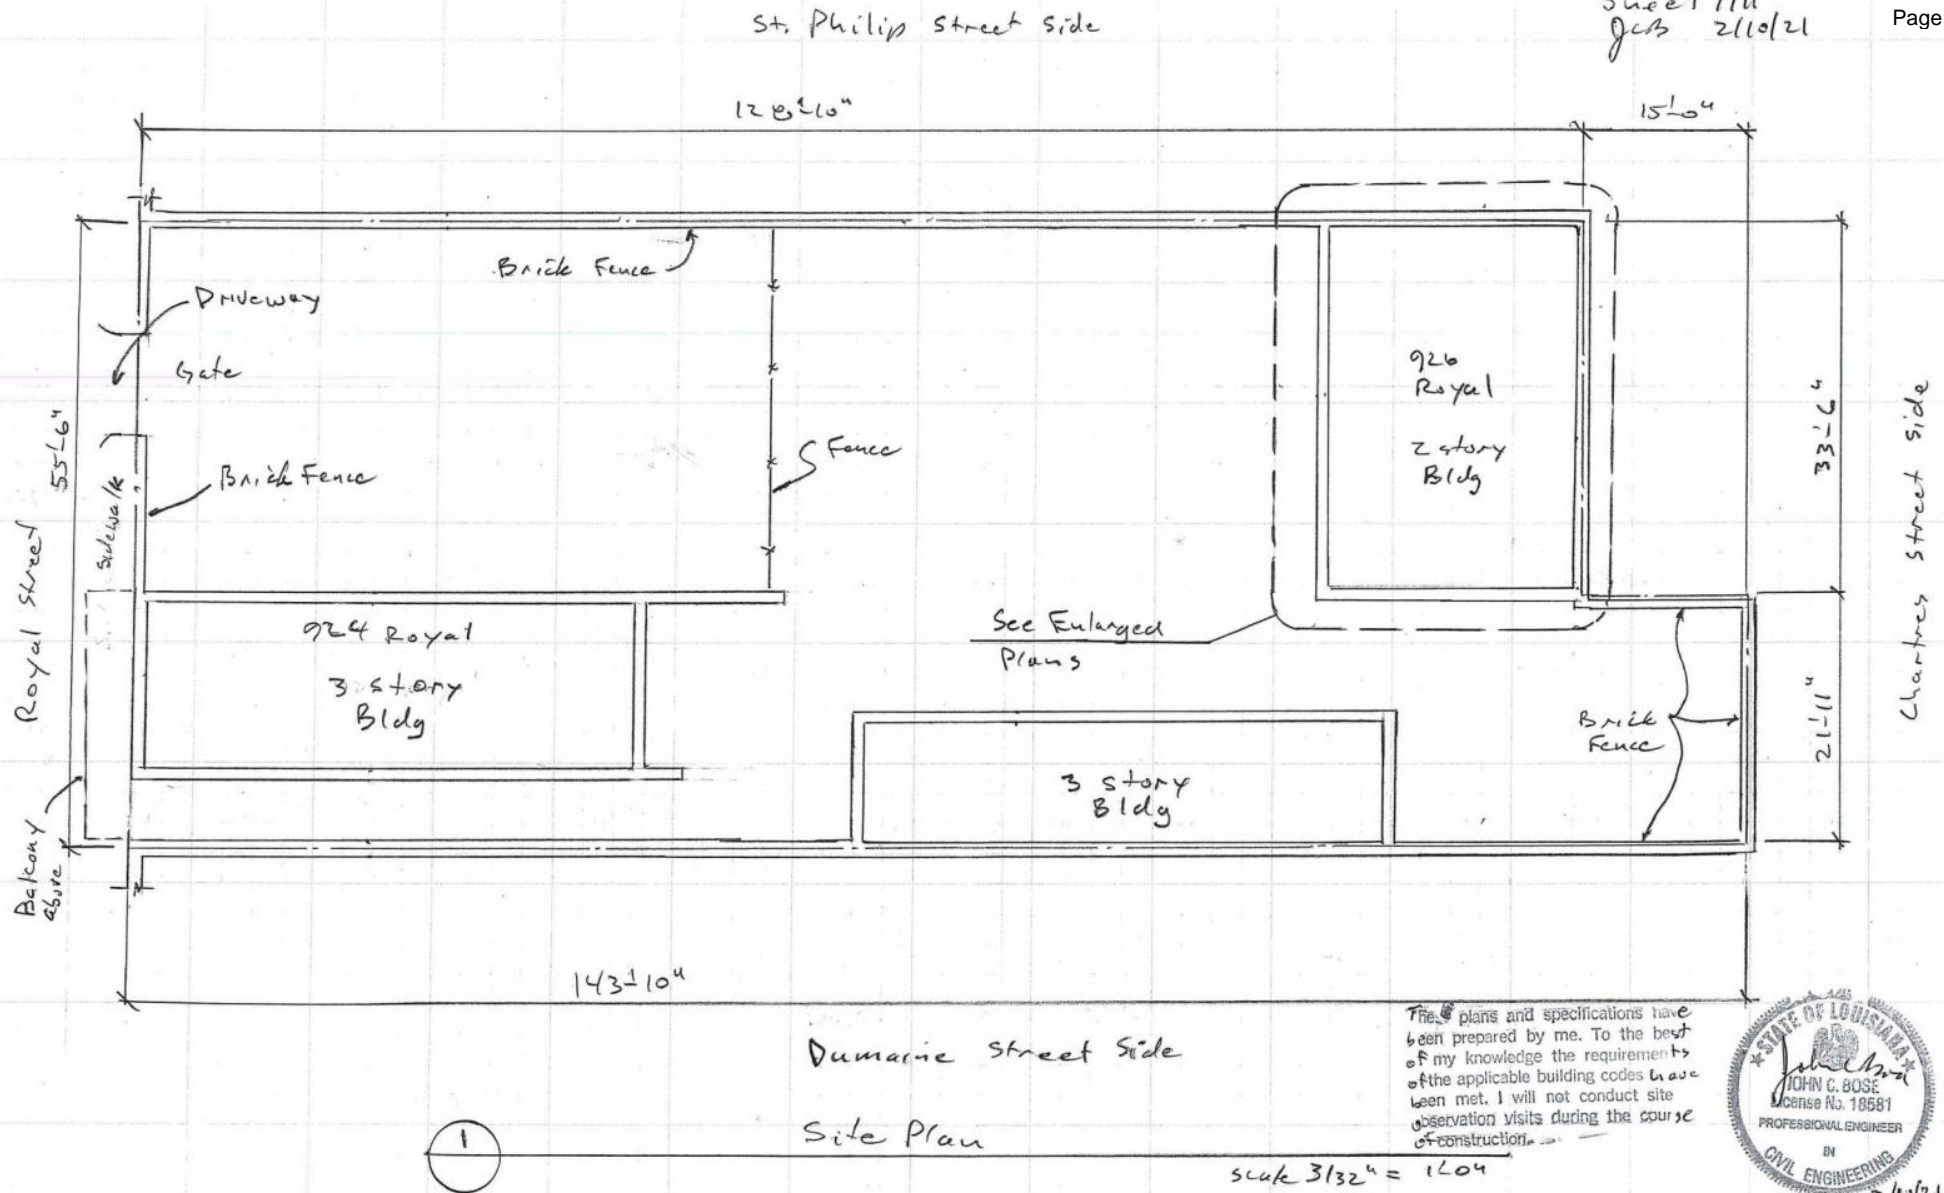 St. Philip Street Side
JCB 2/10/21
Page
128'-10"
15'-0"
Brick Fence
Driveway
Gate
55'-6"
Brick Fence
Sidewalk
Fence
926
Royal
2 story
Bldg
33'-6"
Chartres Street Side
Royal Street
924 Royal
3 story
Bldg
See Enlarged
Plans
Brick
Fence
21'-11"
3 story
Bldg
Balcony
above
143'-10"
Dumaine Street Side
1
Site Plan
scale 3/32" = 1'-0"
These plans and specifications have
been prepared by me. To the best
of my knowledge the requirements
of the applicable building codes have
been met. I will not conduct site
observation visits during the course
of construction.
STATE OF LOUISIANA
JOHN C. BOSE
License No. 18581
PROFESSIONAL ENGINEER
IN
CIVIL ENGINEERING